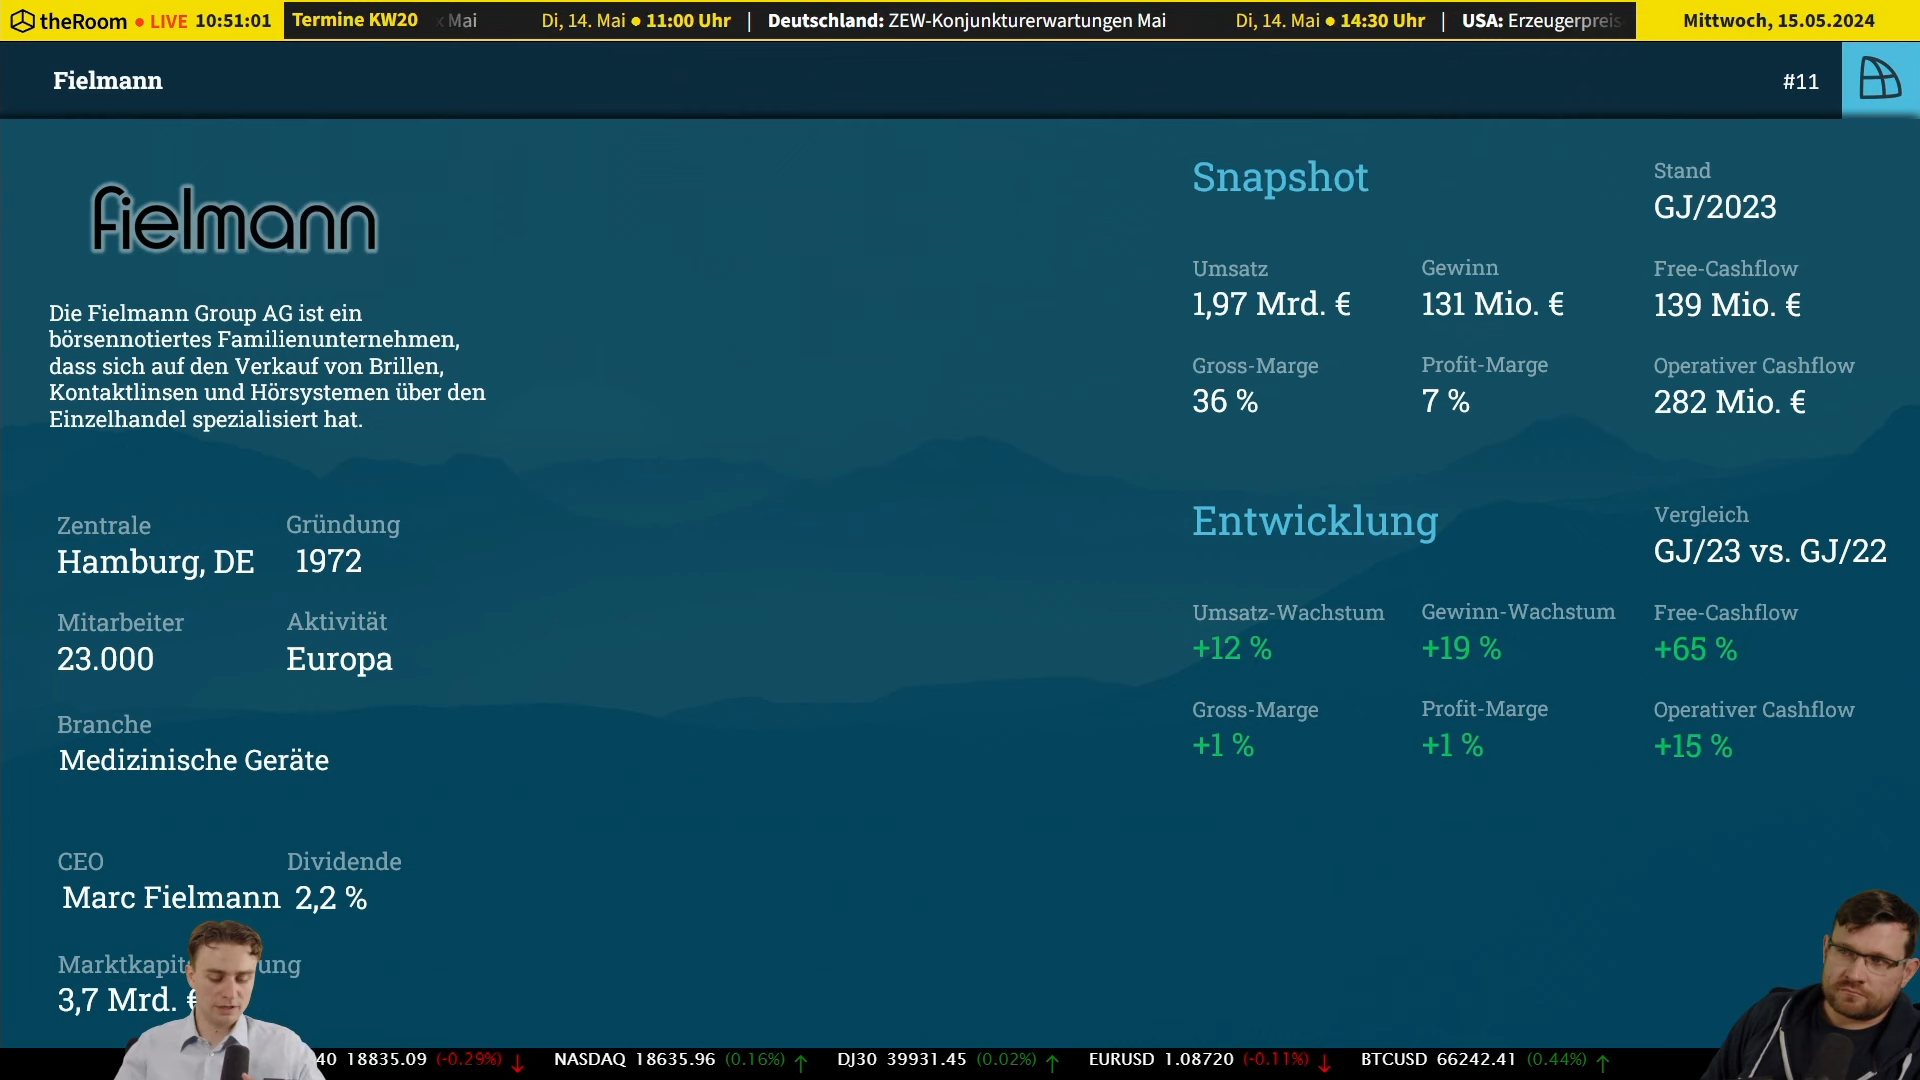 theRoom • LIVE 10:51:01
Termine KW20
Mai
Di, 14. Mai • 11:00 Uhr | Deutschland: ZEW-Konjunkturerwartungen Mai
Di, 14. Mai • 14:30 Uhr | USA: Erzeugerpreis
Mittwoch, 15.05.2024
Fielmann
#11
fielmann
Die Fielmann Group AG ist ein
börsennotiertes Familienunternehmen,
dass sich auf den Verkauf von Brillen,
Kontaktlinsen und Hörsystemen über den
Einzelhandel spezialisiert hat.
Zentrale
Hamburg, DE
Gründung
1972
Mitarbeiter
23.000
Aktivität
Europa
Branche
Medizinische Geräte
CEO
Marc Fielmann
Dividende
2,2 %
3,7 Mrd. €
Snapshot
Stand
GJ/2023
Umsatz
1,97 Mrd. €
Gewinn
131 Mio. €
Free-Cashflow
139 Mio. €
Gross-Marge
36 %
Profit-Marge
7 %
Operativer Cashflow
282 Mio. €
Entwicklung
Vergleich
GJ/23 vs. GJ/22
Umsatz-Wachstum
+12 %
Gewinn-Wachstum
+19 %
Free-Cashflow
+65 %
Gross-Marge
+1 %
Profit-Marge
+1 %
Operativer Cashflow
+15 %
40 18835.09 (-0.29%) ↓ NASDAQ 18635.96 (0.16%) ↑ DJ30 39931.45 (0.02%) ↑ EURUSD 1.08720 (-0.11%) ↓ BTCUSD 66242.41 (0.44%) ↑